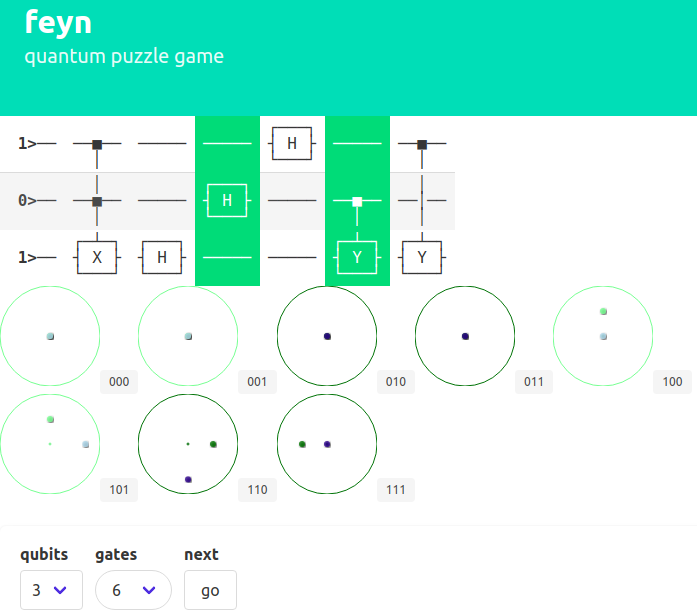 feyn
quantum puzzle game
1>
H
0>
H
1>
X
H
Y
Y
000
001
010
011
100
101
110
111
qubits gates next
3 6 go